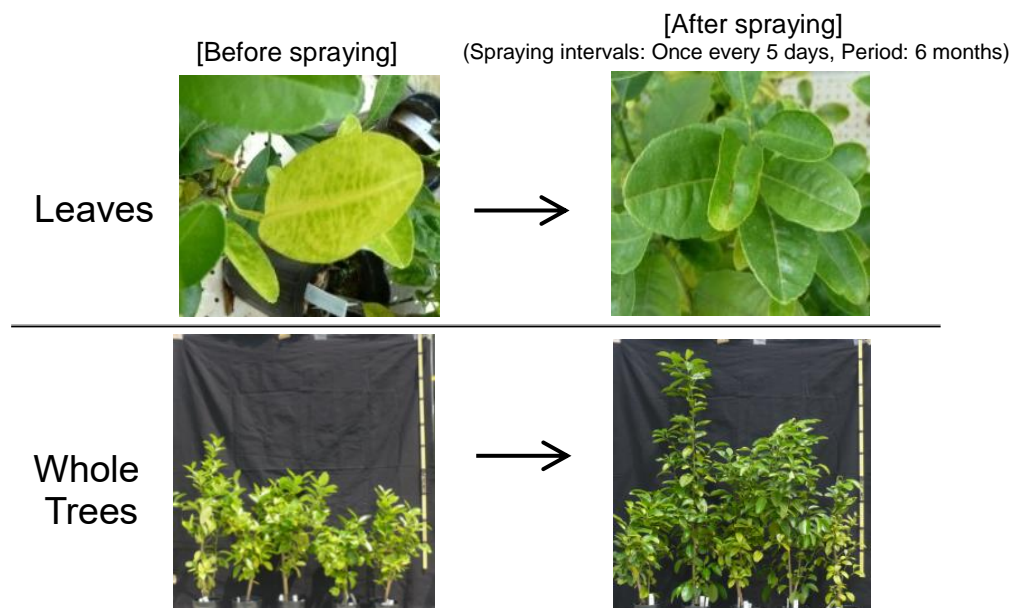 [Before spraying]
[After spraying]
(Spraying intervals: Once every 5 days, Period: 6 months)
Leaves
Whole
Trees